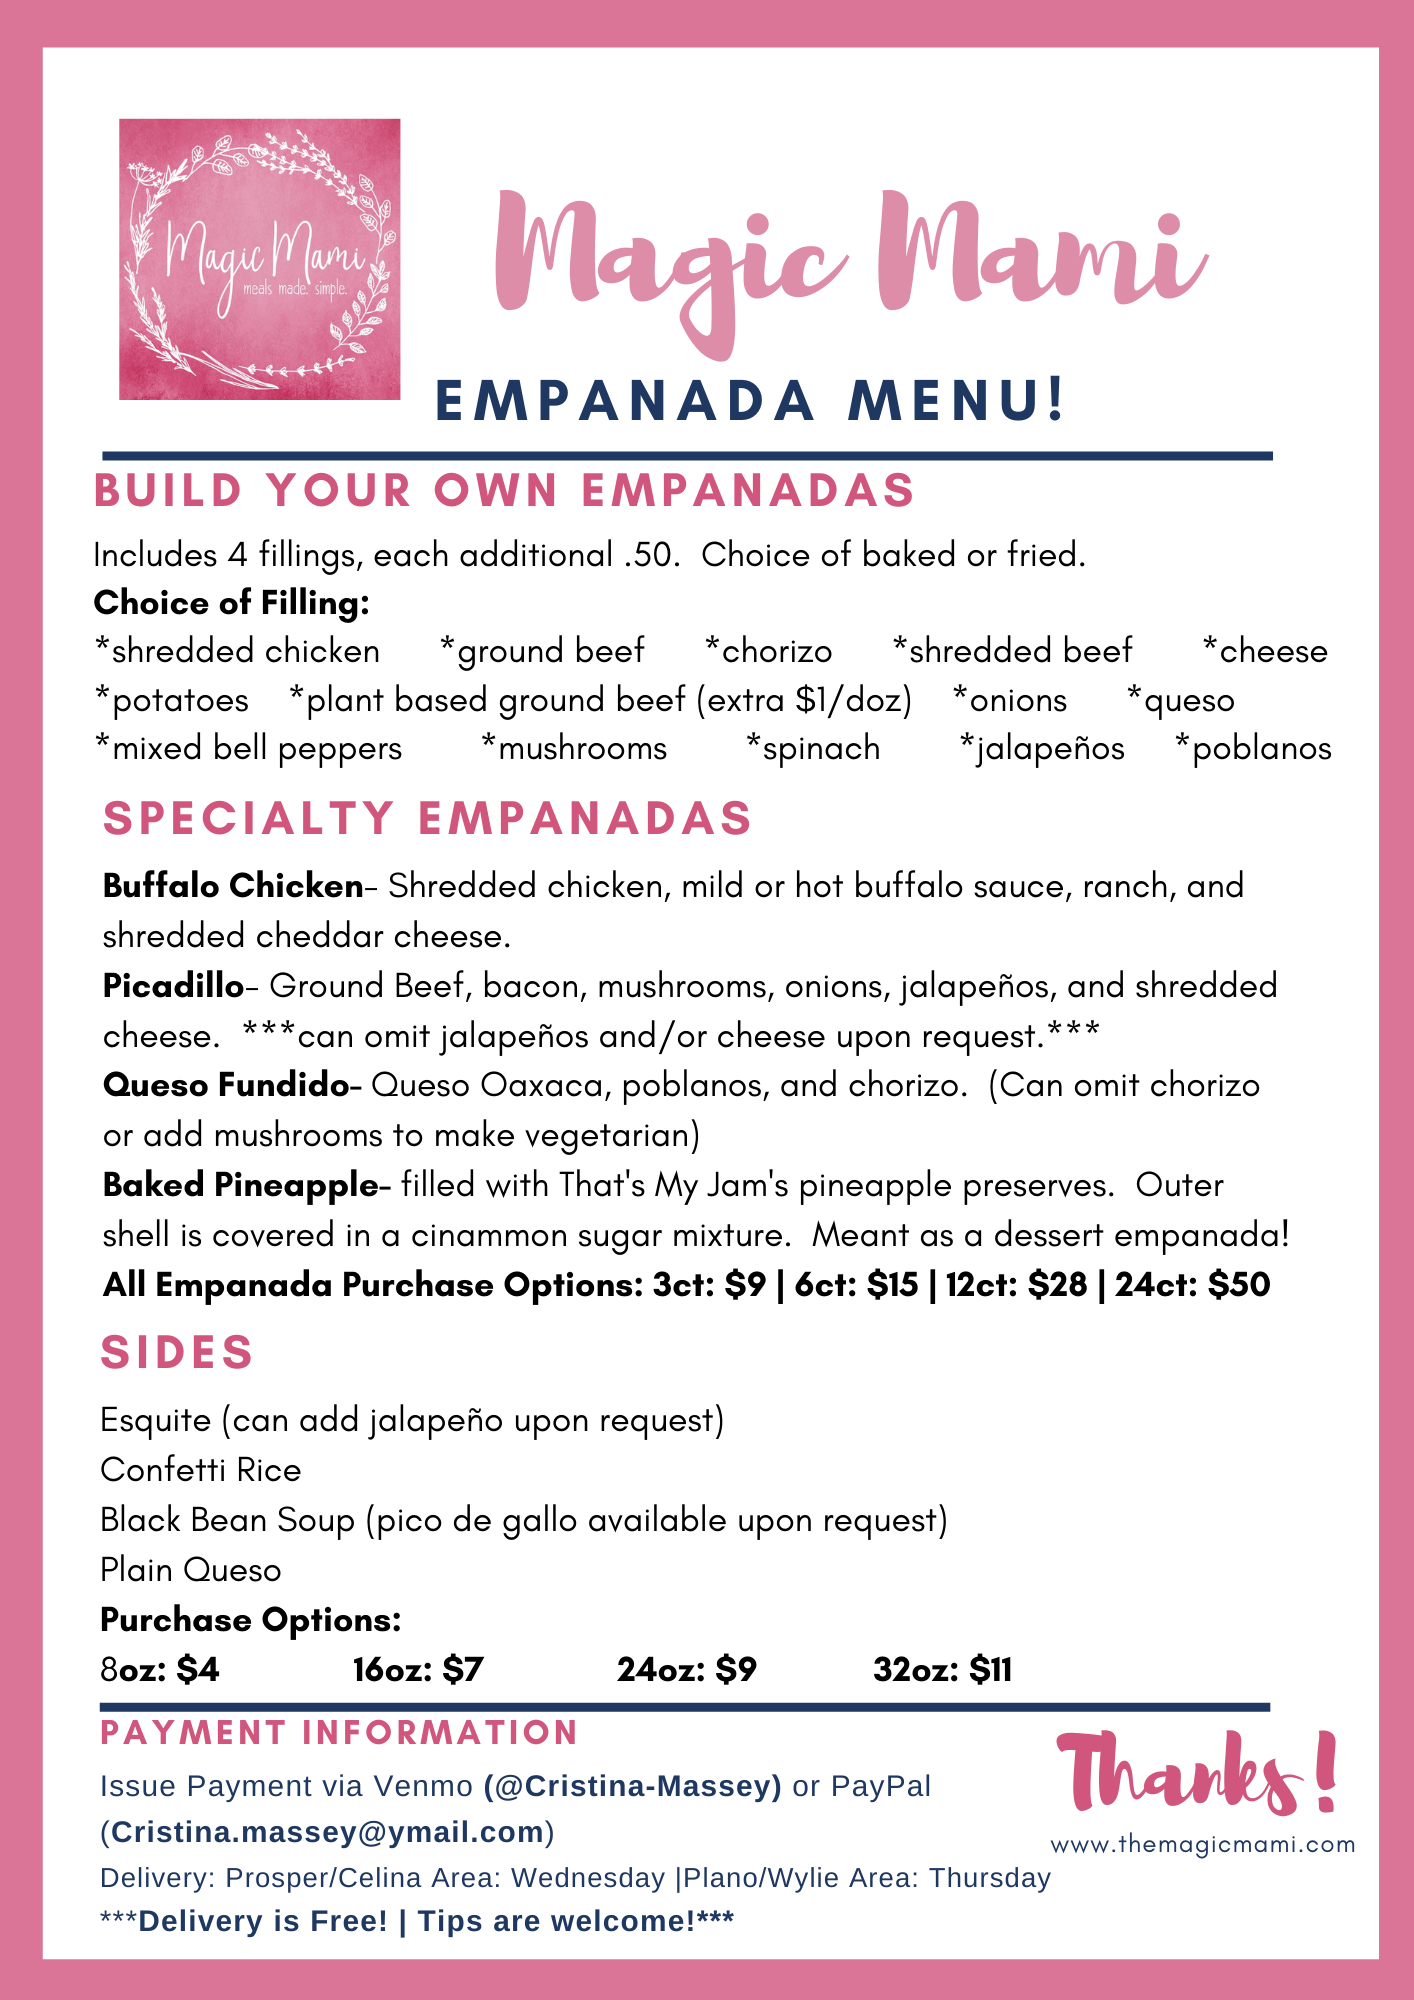 Magic Mami
meals made. simple.
Magic Mami
EMPANADA MENU!
BUILD YOUR OWN EMPANADAS
Includes 4 fillings, each additional .50.  Choice of baked or fried.
Choice of Filling:
*shredded chicken *ground beef *chorizo *shredded beef *cheese
*potatoes *plant based ground beef (extra $1/doz) *onions *queso
*mixed bell peppers *mushrooms *spinach *jalapeños *poblanos
SPECIALTY EMPANADAS
Buffalo Chicken- Shredded chicken, mild or hot buffalo sauce, ranch, and
shredded cheddar cheese.
Picadillo- Ground Beef, bacon, mushrooms, onions, jalapeños, and shredded
cheese.  ***can omit jalapeños and/or cheese upon request.***
Queso Fundido- Queso Oaxaca, poblanos, and chorizo.  (Can omit chorizo
or add mushrooms to make vegetarian)
Baked Pineapple- filled with That's My Jam's pineapple preserves.  Outer
shell is covered in a cinammon sugar mixture.  Meant as a dessert empanada!
All Empanada Purchase Options: 3ct: $9 | 6ct: $15 | 12ct: $28 | 24ct: $50
SIDES
Esquite (can add jalapeño upon request)
Confetti Rice
Black Bean Soup (pico de gallo available upon request)
Plain Queso
Purchase Options:
8oz: $4 16oz: $7 24oz: $9 32oz: $11
PAYMENT INFORMATION
Issue Payment via Venmo (@Cristina-Massey) or PayPal
(Cristina.massey@ymail.com)
Delivery: Prosper/Celina Area: Wednesday |Plano/Wylie Area: Thursday
***Delivery is Free! | Tips are welcome!***
Thanks!
www.themagicmami.com